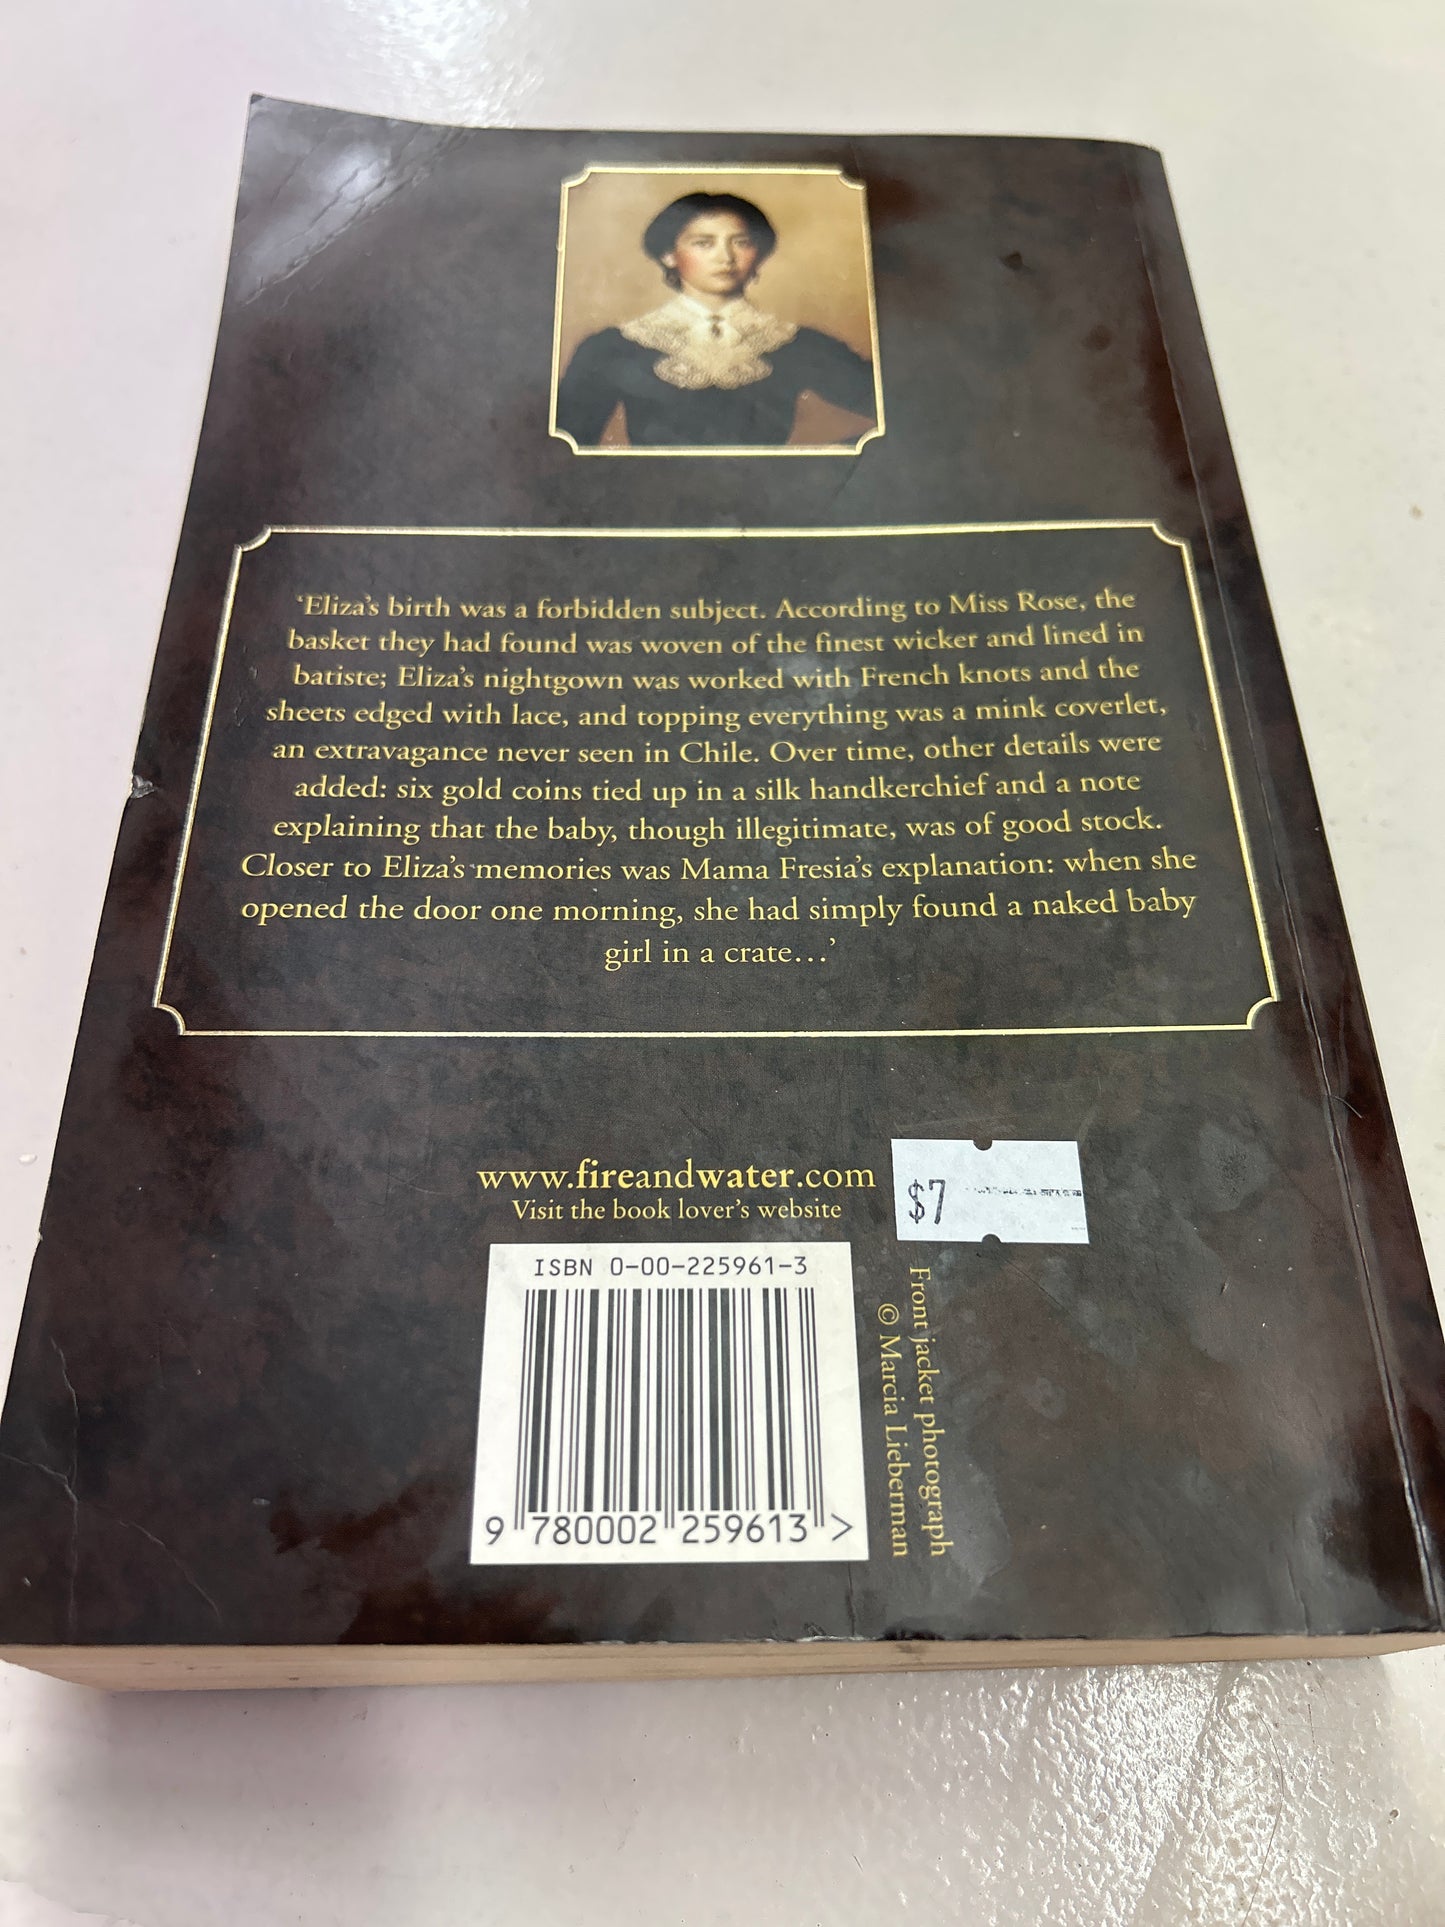 ‘Eliza’s birth was a forbidden subject. According to Miss Rose, the
basket they had found was woven of the finest wicker and lined in
batiste; Eliza’s nightgown was worked with French knots and the
sheets edged with lace, and topping everything was a mink coverlet,
an extravagance never seen in Chile. Over time, other details were
added: six gold coins tied up in a silk handkerchief and a note
explaining that the baby, though illegitimate, was of good stock.
Closer to Eliza’s memories was Mama Fresia’s explanation: when she
opened the door one morning, she had simply found a naked baby
girl in a crate…’
www.fireandwater.com
Visit the book lover’s website
$7
ISBN 0-00-225961-3
9 780002 259613 >
Front jacket photograph
© Marcia Lieberman